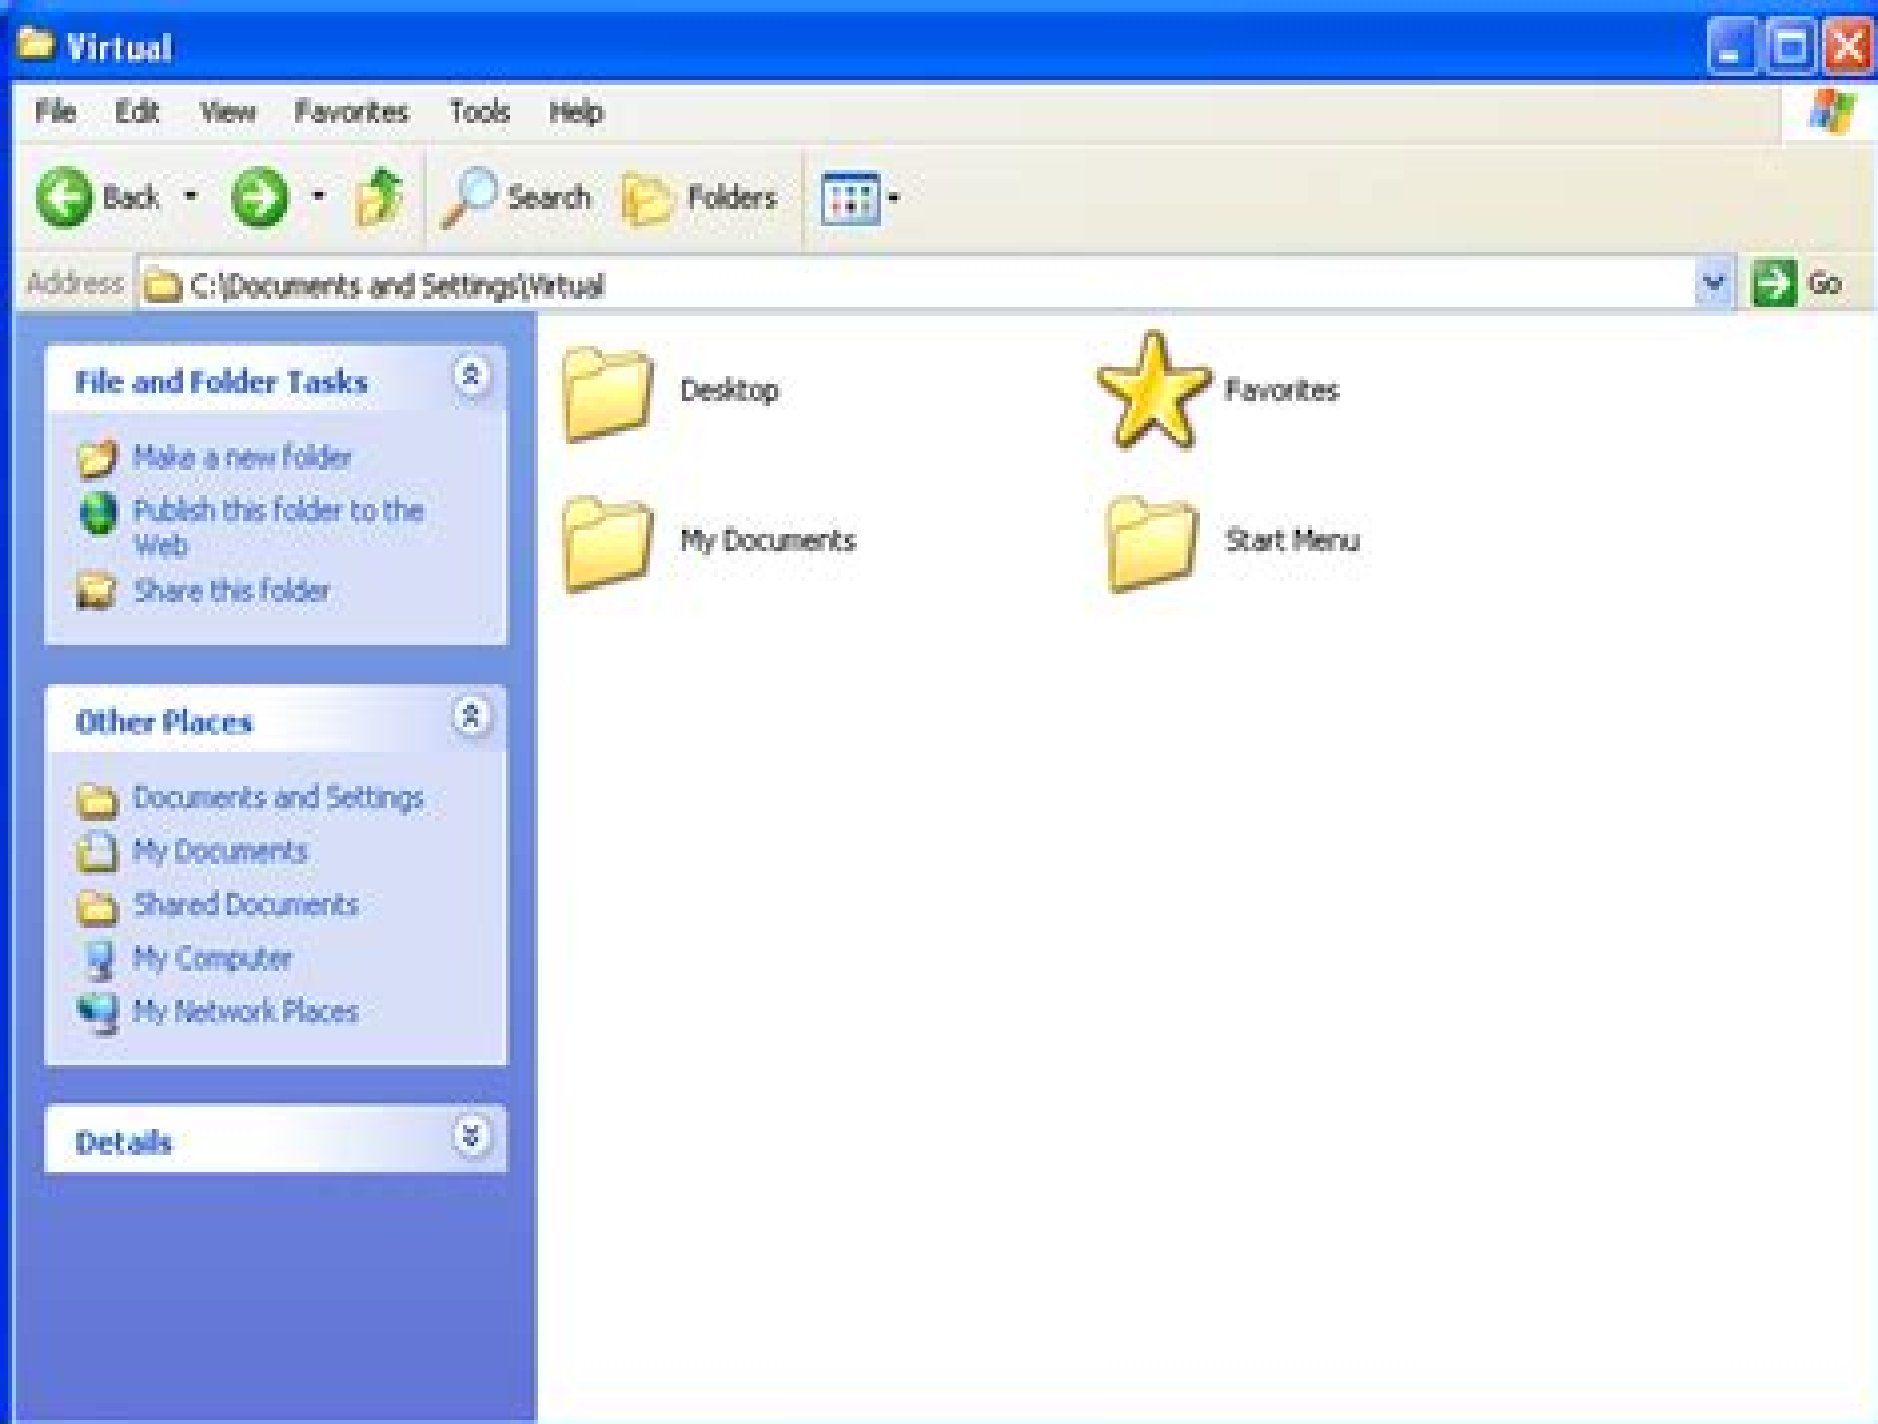 Virtual
File Edit View Favorites Tools Help
Back Search Folders
Address C:\Documents and Settings\Virtual Go
File and Folder Tasks
Make a new folder
Publish this folder to the
Web
Share this folder
Other Places
Documents and Settings
My Documents
Shared Documents
My Computer
My Network Places
Details
Desktop Favorites
My Documents Start Menu